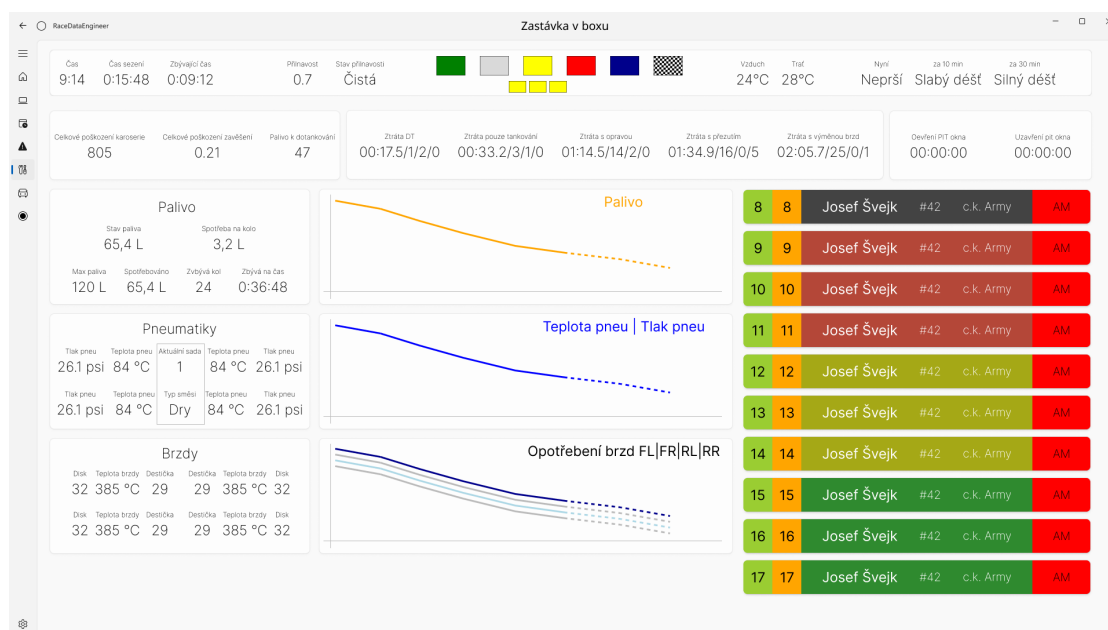 RaceDataEngineer
Zastávka v boxu
Čas Čas sezení Zbývající čas Přilnavost Stav přilnavosti Vzduch Trať Nyní za 10 min za 30 min
9:14 0:15:48 0:09:12 0.7 Čistá 24°C 28°C Neprší Slabý déšť Silný déšť
Celkové poškození karoserie Celkové poškození zavěšení Palivo k dotankování
805 0.21 47
Ztráta DT Ztráta pouze tankování Ztráta s opravou Ztráta s přezutím Ztráta s výměnou brzd
00:17.5/1/2/0 00:33.2/3/1/0 01:14.5/14/2/0 01:34.9/16/0/5 02:05.7/25/0/1
Oevření PIT okna Uzavření pit okna
00:00:00 00:00:00
Palivo
Stav paliva Spotřeba na kolo
65,4 L 3,2 L
Max paliva Spotřebováno Zvbývá kol Zbývá na čas
120 L 65,4 L 24 0:36:48
Palivo
Pneumatiky
Tlak pneu Teplota pneu Aktuální sada Teplota pneu Tlak pneu
26.1 psi 84 °C 1 84 °C 26.1 psi
Tlak pneu Teplota pneu Typ směsi Teplota pneu Tlak pneu
26.1 psi 84 °C Dry 84 °C 26.1 psi
Teplota pneu | Tlak pneu
Brzdy
Disk Teplota brzdy Destička Destička Teplota brzdy Disk
32 385 °C 29 29 385 °C 32
Disk Teplota brzdy Destička Destička Teplota brzdy Disk
32 385 °C 29 29 385 °C 32
Opotřebení brzd FL|FR|RL|RR
8 8 Josef Švejk #42 c.k. Army AM
9 9 Josef Švejk #42 c.k. Army AM
10 10 Josef Švejk #42 c.k. Army AM
11 11 Josef Švejk #42 c.k. Army AM
12 12 Josef Švejk #42 c.k. Army AM
13 13 Josef Švejk #42 c.k. Army AM
14 14 Josef Švejk #42 c.k. Army AM
15 15 Josef Švejk #42 c.k. Army AM
16 16 Josef Švejk #42 c.k. Army AM
17 17 Josef Švejk #42 c.k. Army AM